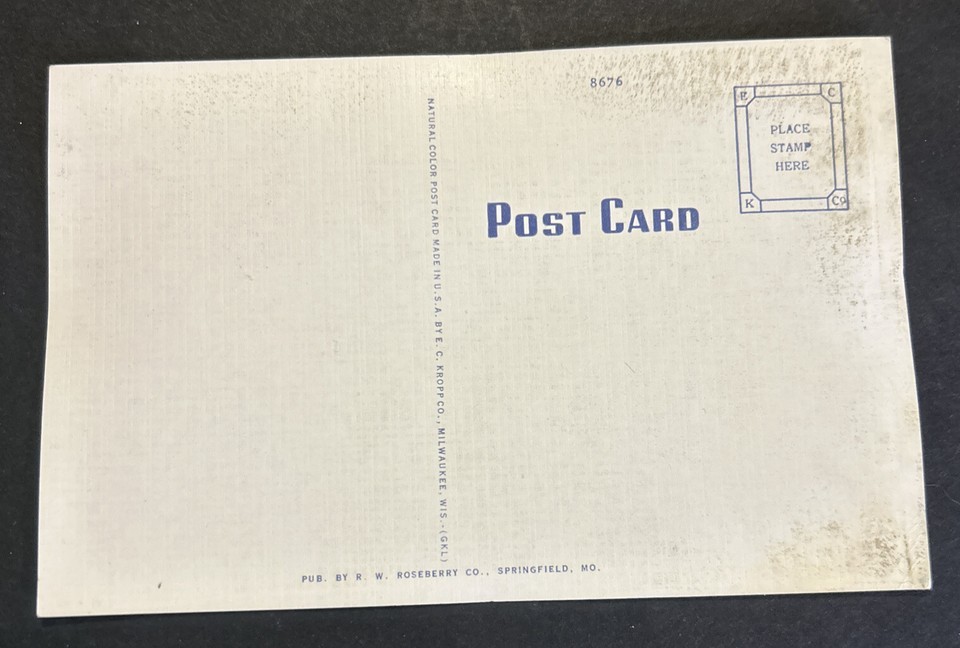 8676
E C
PLACE
STAMP
HERE
K Co
POST CARD
NATURAL COLOR POST CARD MADE IN U.S.A. BY E. C. KROPP CO., MILWAUKEE, WIS.-(GKL)
PUB. BY R. W. ROSEBERRY CO., SPRINGFIELD, MO.